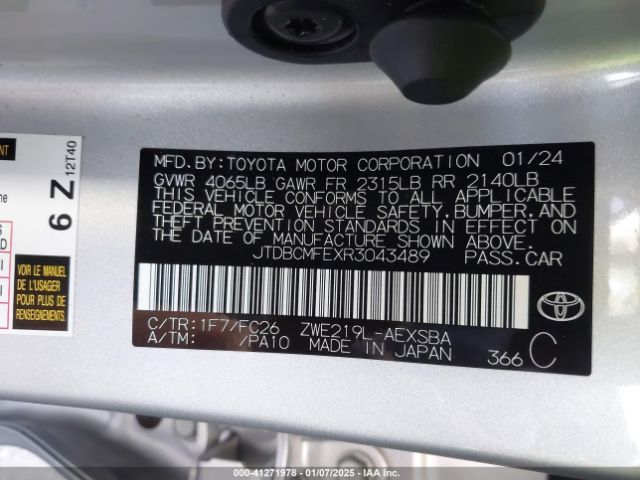 MFD.BY:TOYOTA MOTOR CORPORATION 01/24
GVWR 4065LB GAWR FR 2315LB RR 2140LB
THIS VEHICLE CONFORMS TO ALL APPLICABLE
FEDERAL MOTOR VEHICLE SAFETY,BUMPER,AND
THEFT PREVENTION STANDARDS IN EFFECT ON
THE DATE OF MANUFACTURE SHOWN ABOVE.
JTDBCMFEXR3043489 PASS.CAR
C/TR:1F7/FC26 ZWE219L-AEXSBA
A/TM: /PA10 MADE IN JAPAN 366 C
6 Z 12T40
VOIR LE MANUEL
DE L'USAGER
POUR PLUS DE
RENSEIGNEMENTS.
000-41271978 - 01/07/2025 - IAA Inc.